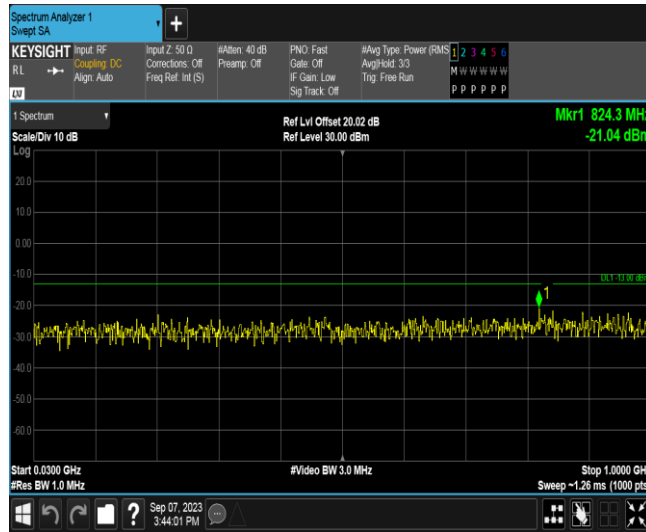 Spectrum Analyzer 1
Swept SA
+
KEYSIGHT
RL
LXI
Input: RF
Coupling: DC
Align: Auto
Input Z: 50 Ω
Corrections: Off
Freq Ref: Int (S)
#Atten: 40 dB
Preamp: Off
PNO: Fast
Gate: Off
IF Gain: Low
Sig Track: Off
#Avg Type: Power (RMS
Avg|Hold: 3/3
Trig: Free Run
1 2 3 4 5 6
M W W W W W
P P P P P P
1 Spectrum
Scale/Div 10 dB
Ref Lvl Offset 20.02 dB
Ref Level 30.00 dBm
Mkr1 824.3 MHz
-21.04 dBm
Log
20.0
10.0
0.00
-10.0
DL1 -13.00 dBm
1
-20.0
-30.0
-40.0
-50.0
-60.0
Start 0.0300 GHz
#Res BW 1.0 MHz
#Video BW 3.0 MHz
Stop 1.0000 GH
Sweep ~1.26 ms (1000 pts
?
Sep 07, 2023
3:44:01 PM